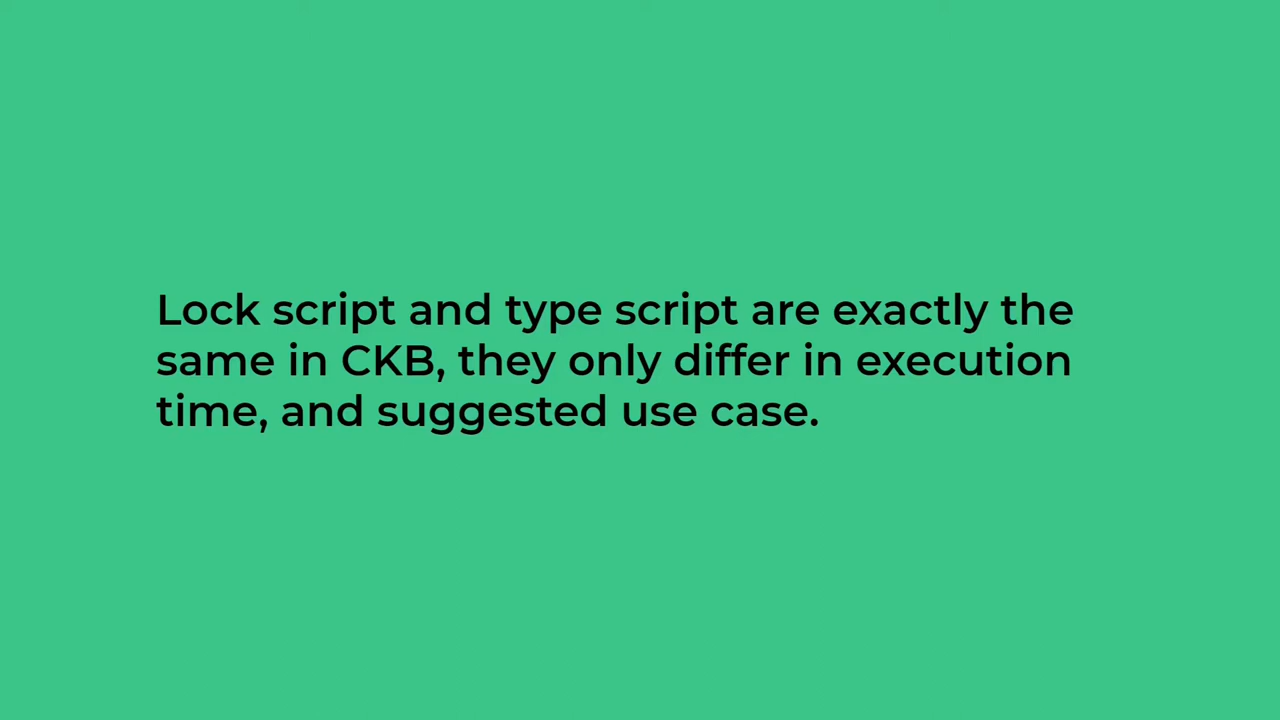 Lock script and type script are exactly the
same in CKB, they only differ in execution
time, and suggested use case.